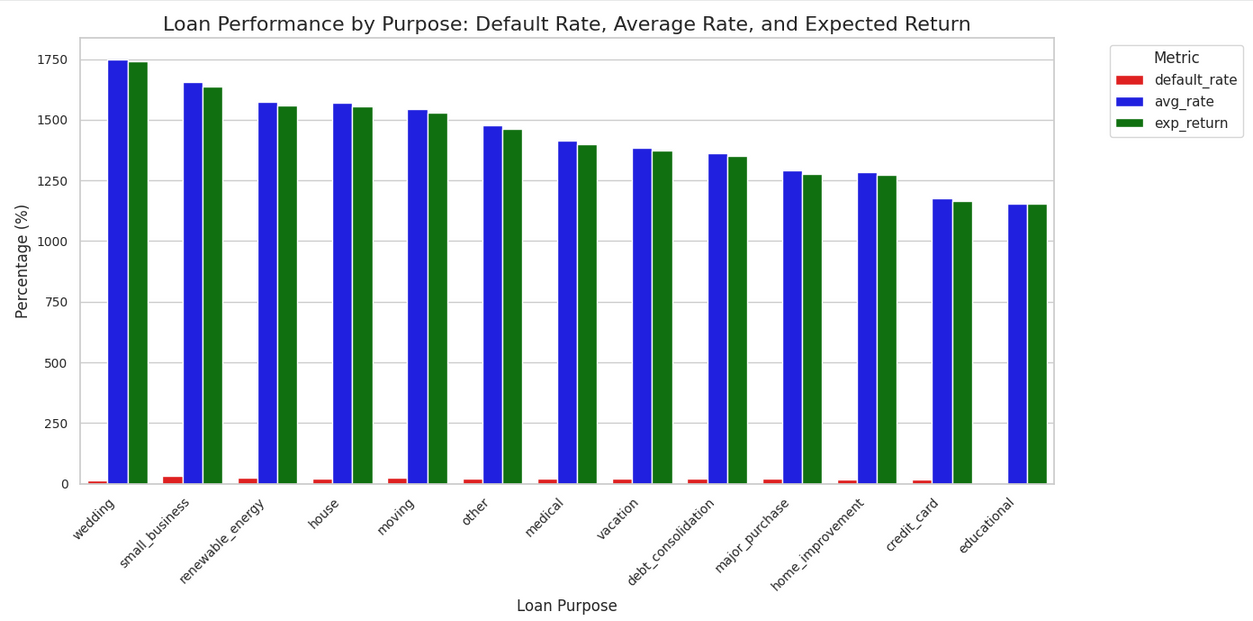 Loan Performance by Purpose: Default Rate, Average Rate, and Expected Return
Metric
default_rate
avg_rate
exp_return
Percentage (%)
1750
1500
1250
1000
750
500
250
0
wedding
small_business
renewable_energy
house
moving
other
medical
vacation
debt_consolidation
major_purchase
home_improvement
credit_card
educational
Loan Purpose